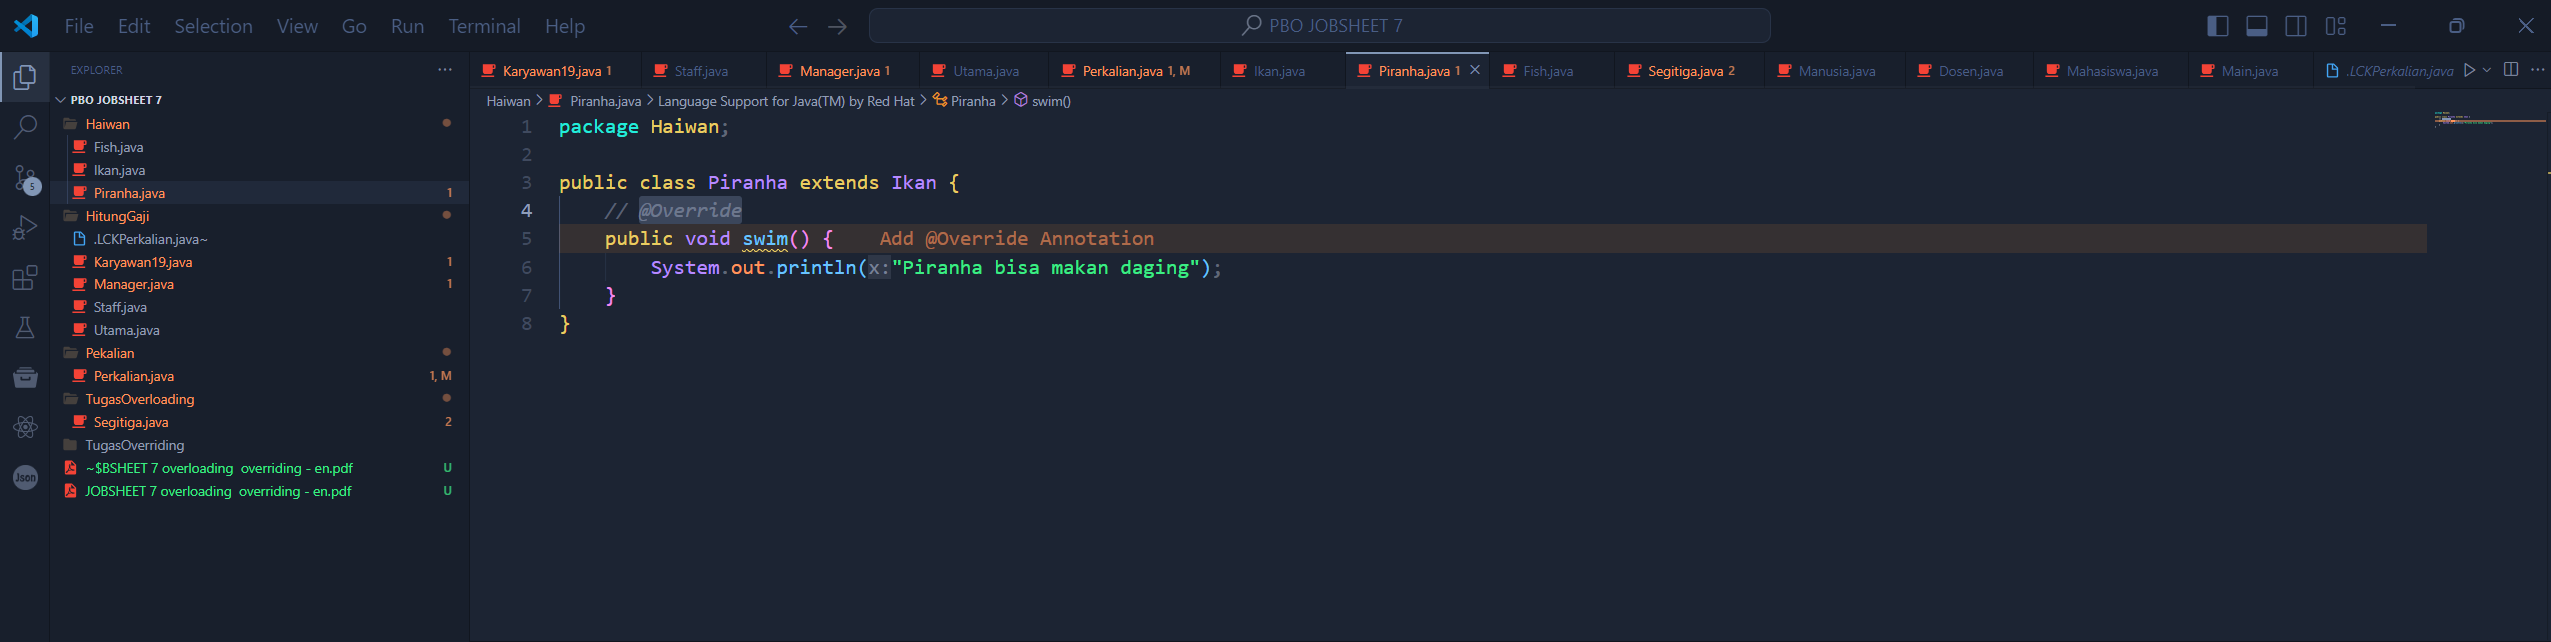 File Edit Selection View Go Run Terminal Help
PBO JOBSHEET 7
EXPLORER
PBO JOBSHEET 7
Haiwan
Fish.java
Ikan.java
Piranha.java 1
HitungGaji
.LCKPerkalian.java~
Karyawan19.java 1
Manager.java 1
Staff.java
Utama.java
Pekalian
Perkalian.java 1, M
TugasOverloading
Segitiga.java 2
TugasOverriding
~$BSHEET 7 overloading  overriding - en.pdf U
JOBSHEET 7 overloading  overriding - en.pdf U
5
Json
Karyawan19.java 1 Staff.java Manager.java 1 Utama.java Perkalian.java 1, M Ikan.java Piranha.java 1 Fish.java Segitiga.java 2 Manusia.java Dosen.java Mahasiswa.java Main.java .LCKPerkalian.java
Haiwan > Piranha.java > Language Support for Java(TM) by Red Hat > Piranha > swim()
1 package Haiwan;
2
3 public class Piranha extends Ikan {
4 // @Override
5 public void swim() { Add @Override Annotation
6 System.out.println(x:"Piranha bisa makan daging");
7 }
8 }